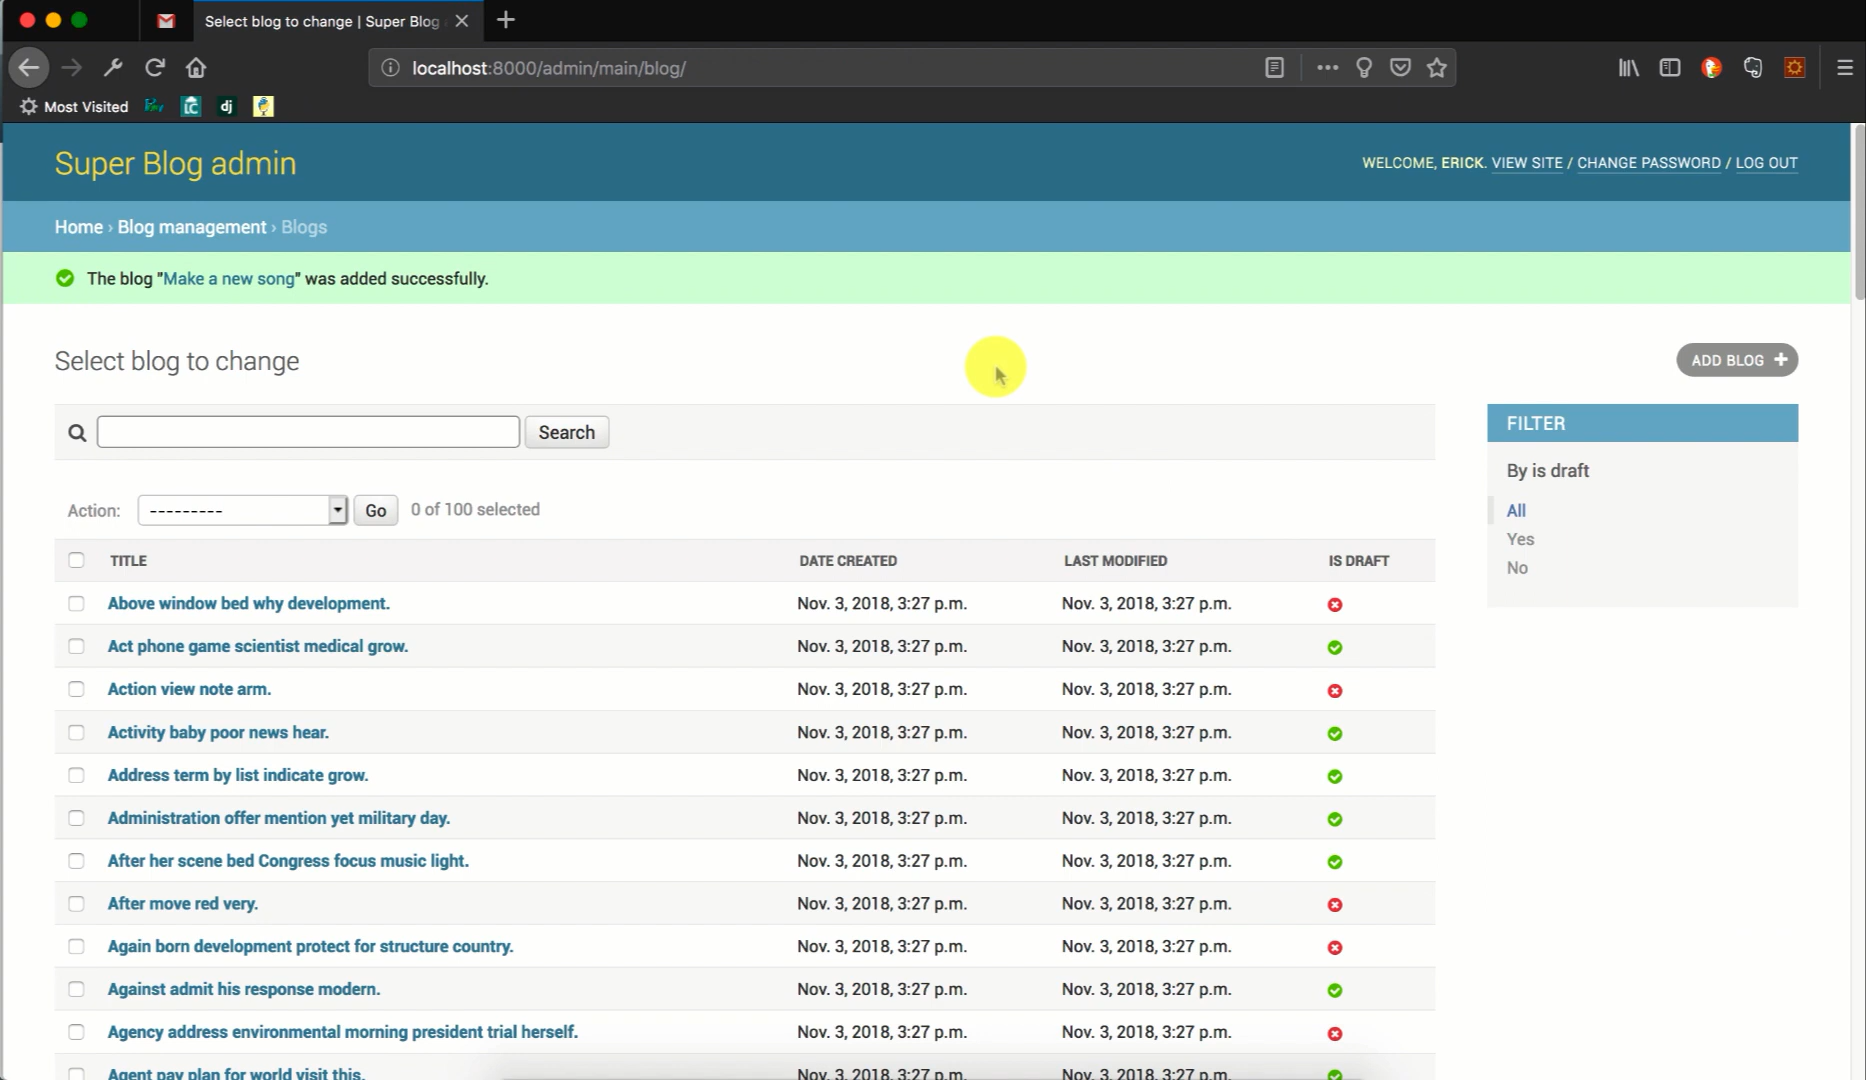 Select blog to change | Super Blog
localhost:8000/admin/main/blog/
Most Visited
Super Blog admin
WELCOME, ERICK. VIEW SITE / CHANGE PASSWORD / LOG OUT
Home › Blog management › Blogs
The blog "Make a new song" was added successfully.
Select blog to change
ADD BLOG +
Search
FILTER
By is draft
All
Yes
No
Action: --------- Go 0 of 100 selected
TITLE DATE CREATED LAST MODIFIED IS DRAFT
Above window bed why development. Nov. 3, 2018, 3:27 p.m. Nov. 3, 2018, 3:27 p.m.
Act phone game scientist medical grow. Nov. 3, 2018, 3:27 p.m. Nov. 3, 2018, 3:27 p.m.
Action view note arm. Nov. 3, 2018, 3:27 p.m. Nov. 3, 2018, 3:27 p.m.
Activity baby poor news hear. Nov. 3, 2018, 3:27 p.m. Nov. 3, 2018, 3:27 p.m.
Address term by list indicate grow. Nov. 3, 2018, 3:27 p.m. Nov. 3, 2018, 3:27 p.m.
Administration offer mention yet military day. Nov. 3, 2018, 3:27 p.m. Nov. 3, 2018, 3:27 p.m.
After her scene bed Congress focus music light. Nov. 3, 2018, 3:27 p.m. Nov. 3, 2018, 3:27 p.m.
After move red very. Nov. 3, 2018, 3:27 p.m. Nov. 3, 2018, 3:27 p.m.
Again born development protect for structure country. Nov. 3, 2018, 3:27 p.m. Nov. 3, 2018, 3:27 p.m.
Against admit his response modern. Nov. 3, 2018, 3:27 p.m. Nov. 3, 2018, 3:27 p.m.
Agency address environmental morning president trial herself. Nov. 3, 2018, 3:27 p.m. Nov. 3, 2018, 3:27 p.m.
Agent pay plan for world visit this. Nov. 3, 2018, 3:27 p.m. Nov. 3, 2018, 3:27 p.m.